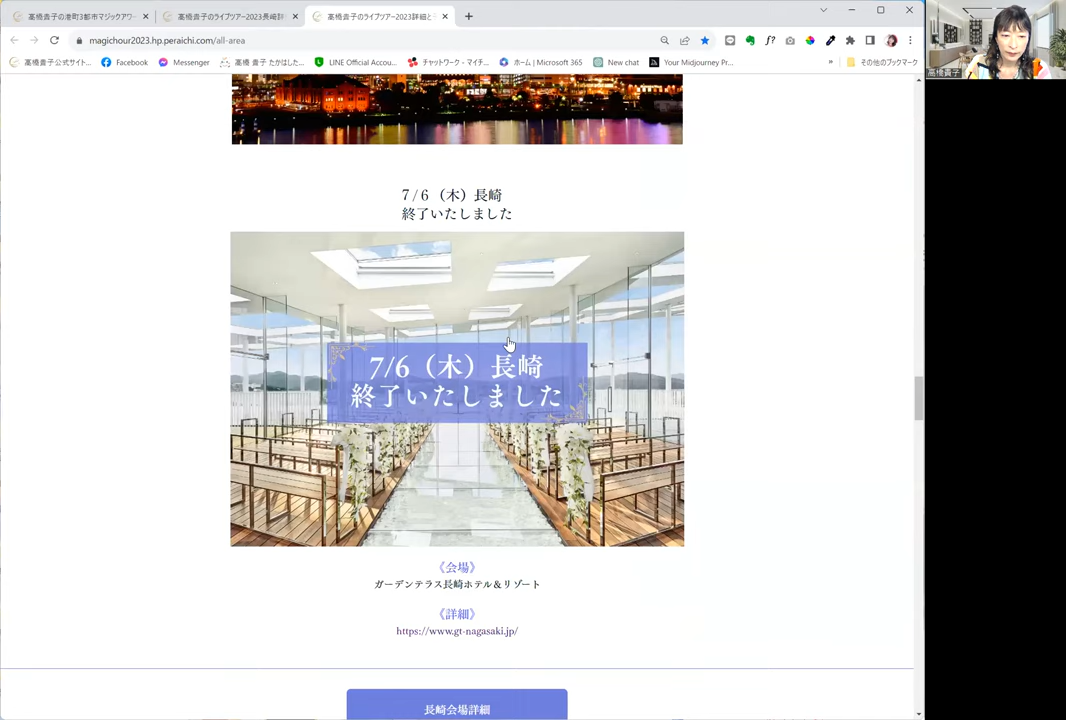 髙橋貴子の港町3都市マジックアワ
髙橋貴子のライブツアー2023長崎詳
髙橋貴子のライブツアー2023詳細と
magichour2023.hp.peraichi.com/all-area
髙橋貴子公式サイト...
Facebook
Messenger
髙橋 貴子 たかはした...
LINE Official Accou...
チャットワーク - マイチ...
ホーム | Microsoft 365
New chat
Your Midjourney Pr...
»
その他のブックマーク
髙橋貴子
7 / 6 （木）長崎
終了いたしました
7/6（木）長崎
終了いたしました
《会場》
ガーデンテラス長崎ホテル＆リゾート
《詳細》
https://www.gt-nagasaki.jp/
長崎会場詳細